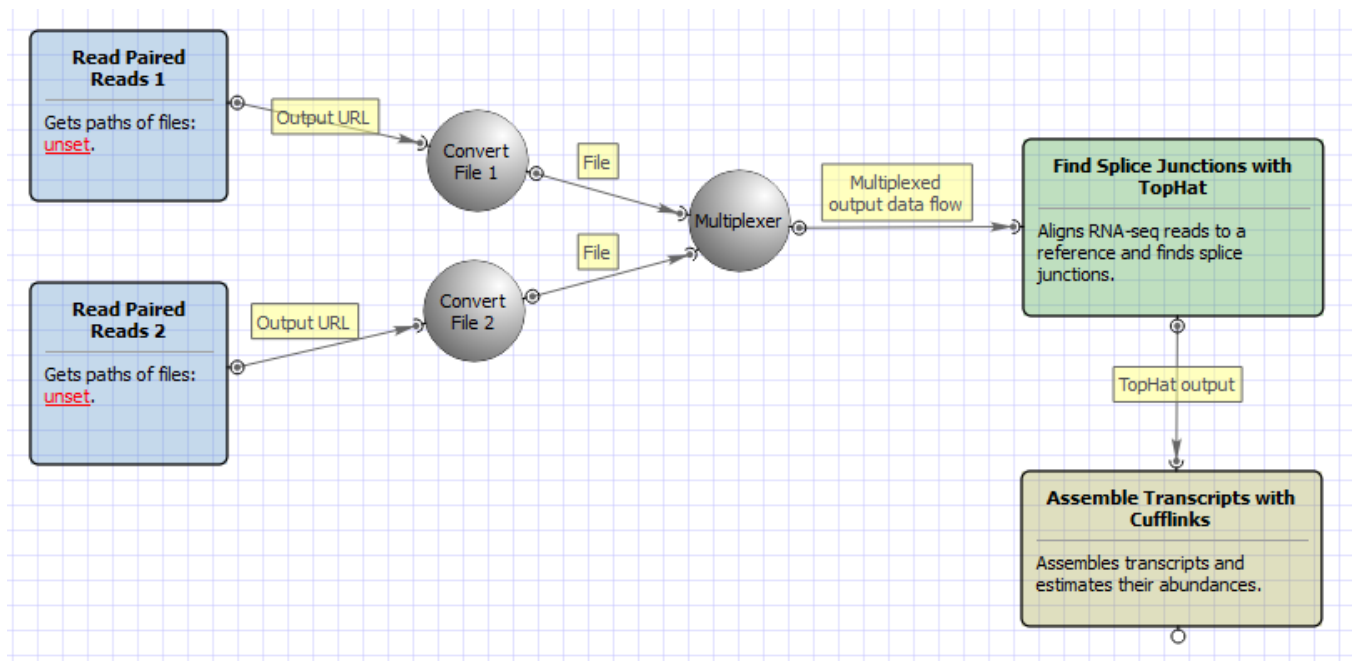 Read Paired
Reads 1
Gets paths of files:
unset.
Output URL
Convert
File 1
File
Multiplexer
Multiplexed
output data flow
Find Splice Junctions with
TopHat
Aligns RNA-seq reads to a
reference and finds splice
junctions.
Read Paired
Reads 2
Gets paths of files:
unset.
Output URL
Convert
File 2
File
TopHat output
Assemble Transcripts with
Cufflinks
Assembles transcripts and
estimates their abundances.